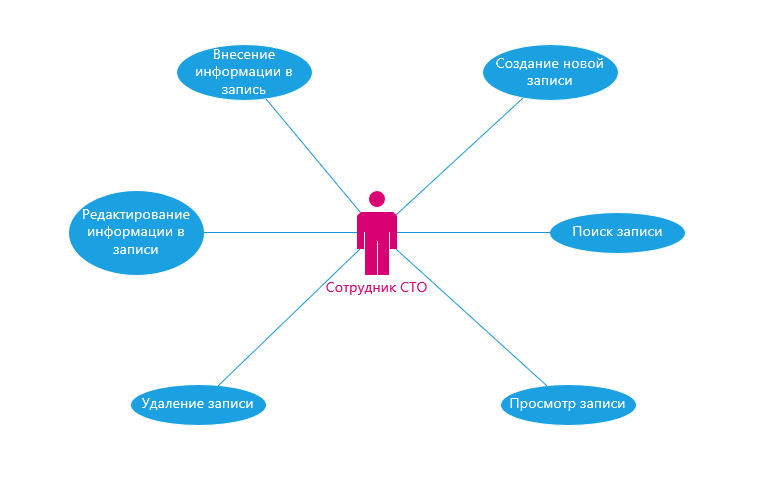 Внесение
информации в
запись
Создание новой
записи
Редактирование
информации в
записи
Поиск записи
Сотрудник СТО
Удаление записи
Просмотр записи